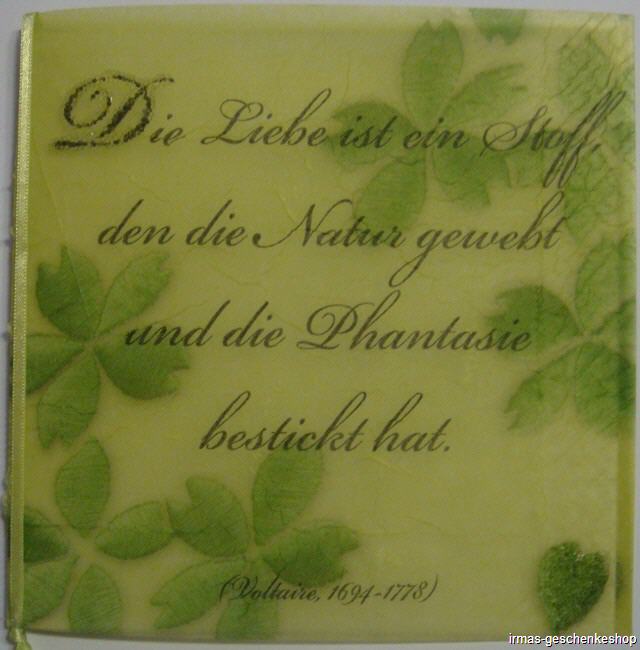 Die Liebe ist ein Stoff,
den die Natur gewebt
und die Phantasie
bestickt hat.
(Voltaire, 1694-1778)
irmas-geschenkeshop